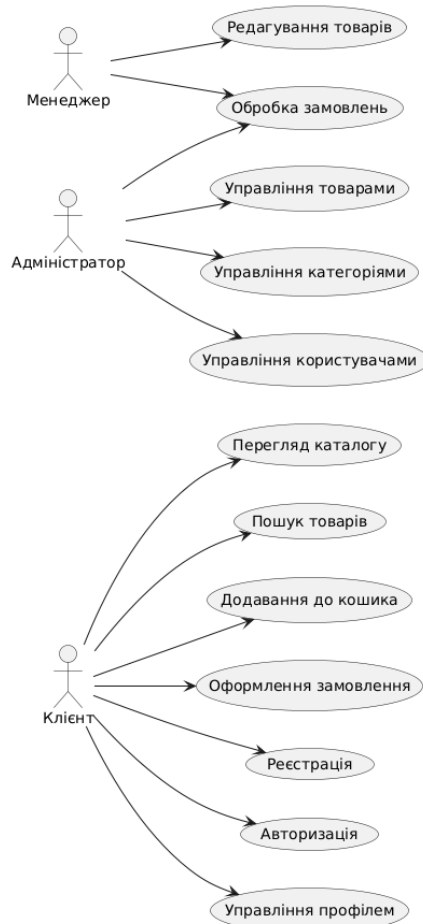 Редагування товарів
Менеджер
Обробка замовлень
Управління товарами
Адміністратор
Управління категоріями
Управління користувачами
Перегляд каталогу
Пошук товарів
Додавання до кошика
Оформлення замовлення
Клієнт
Реєстрація
Авторизація
Управління профілем